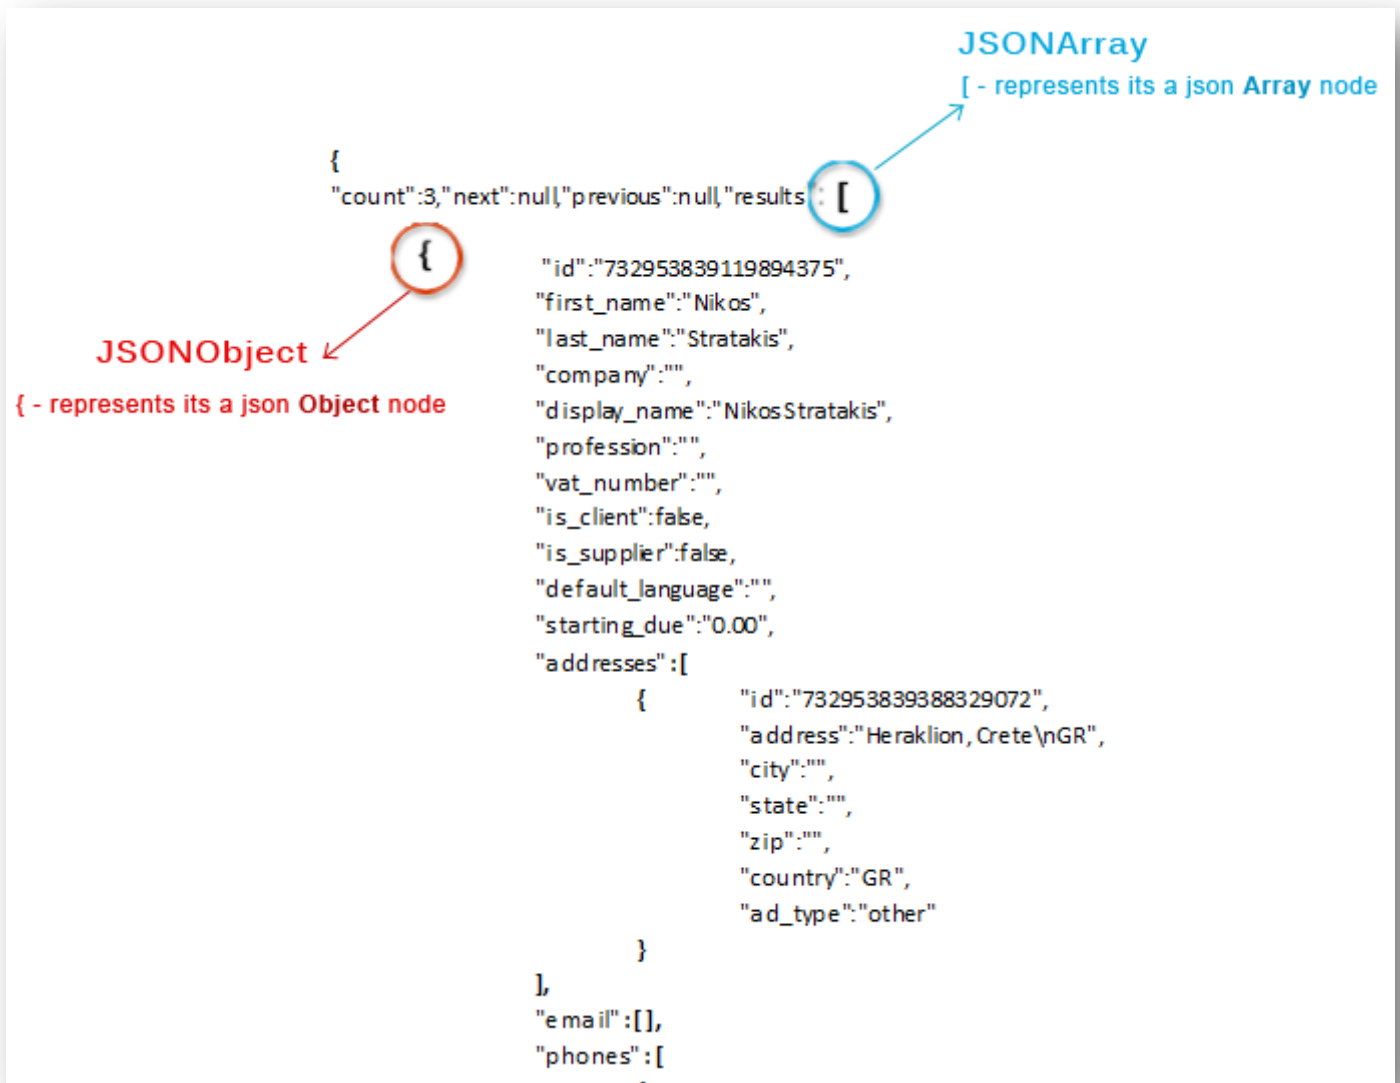 JSONArray
[ - represents its a json Array node
{
"count":3,"next":null,"previous":null,"results": [
{
"id":"732953839119894375",
"first_name":"Nikos",
"last_name":"Stratakis",
JSONObject
"company":"",
{ - represents its a json Object node
"display_name":"Nikos Stratakis",
"profession":"",
"vat_number":"",
"is_client":false,
"is_supplier":false,
"default_language":"",
"starting_due":"0.00",
"addresses":[
{ "id":"732953839388329072",
"address":"Heraklion, Crete\nGR",
"city":"",
"state":"",
"zip":"",
"country":"GR",
"ad_type":"other"
}
],
"email":[],
"phones":[